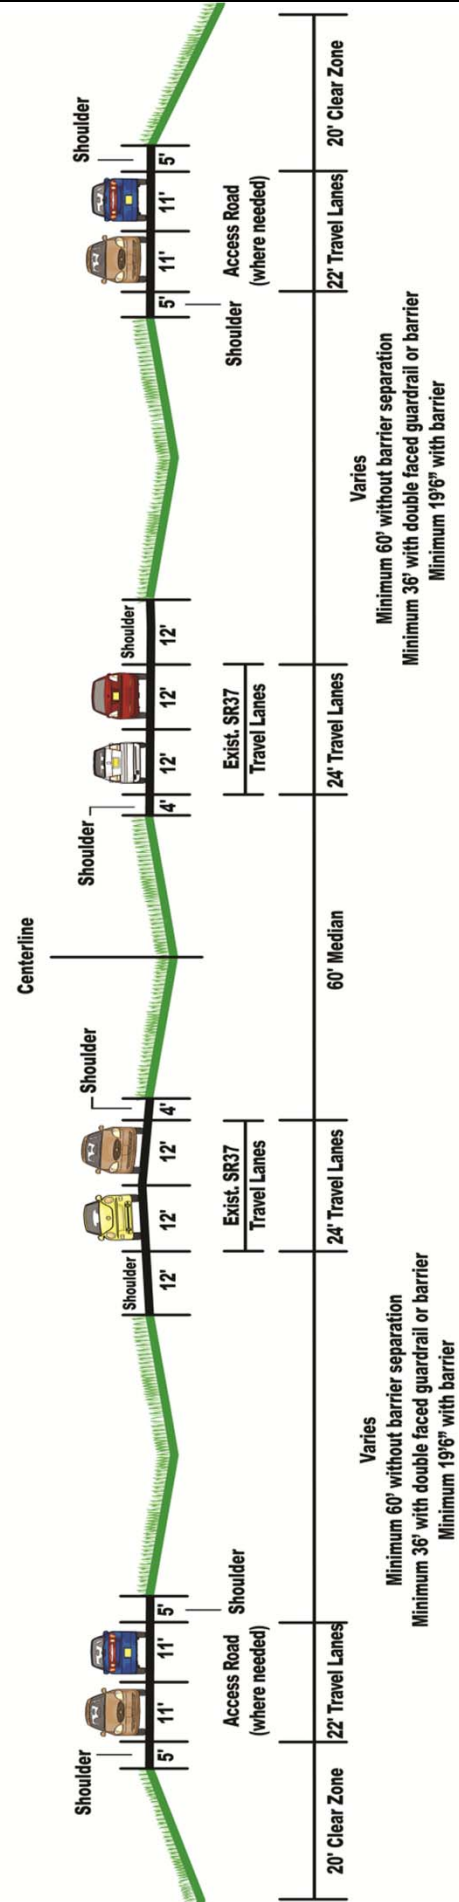 Centerline
Shoulder
Shoulder
Shoulder
Shoulder
Shoulder
Shoulder
5' 11' 11' 5' 12' 12' 12' 4' 4' 12' 12' 12' 5' 11' 11' 5'
Access Road
(where needed)
Shoulder
Exist. SR37
Travel Lanes
Exist. SR37
Travel Lanes
Shoulder
Access Road
(where needed)
20' Clear Zone
22' Travel Lanes
24' Travel Lanes
60' Median
24' Travel Lanes
22' Travel Lanes
20' Clear Zone
Varies
Minimum 60' without barrier separation
Minimum 36' with double faced guardrail or barrier
Minimum 19'6" with barrier
Varies
Minimum 60' without barrier separation
Minimum 36' with double faced guardrail or barrier
Minimum 19'6" with barrier